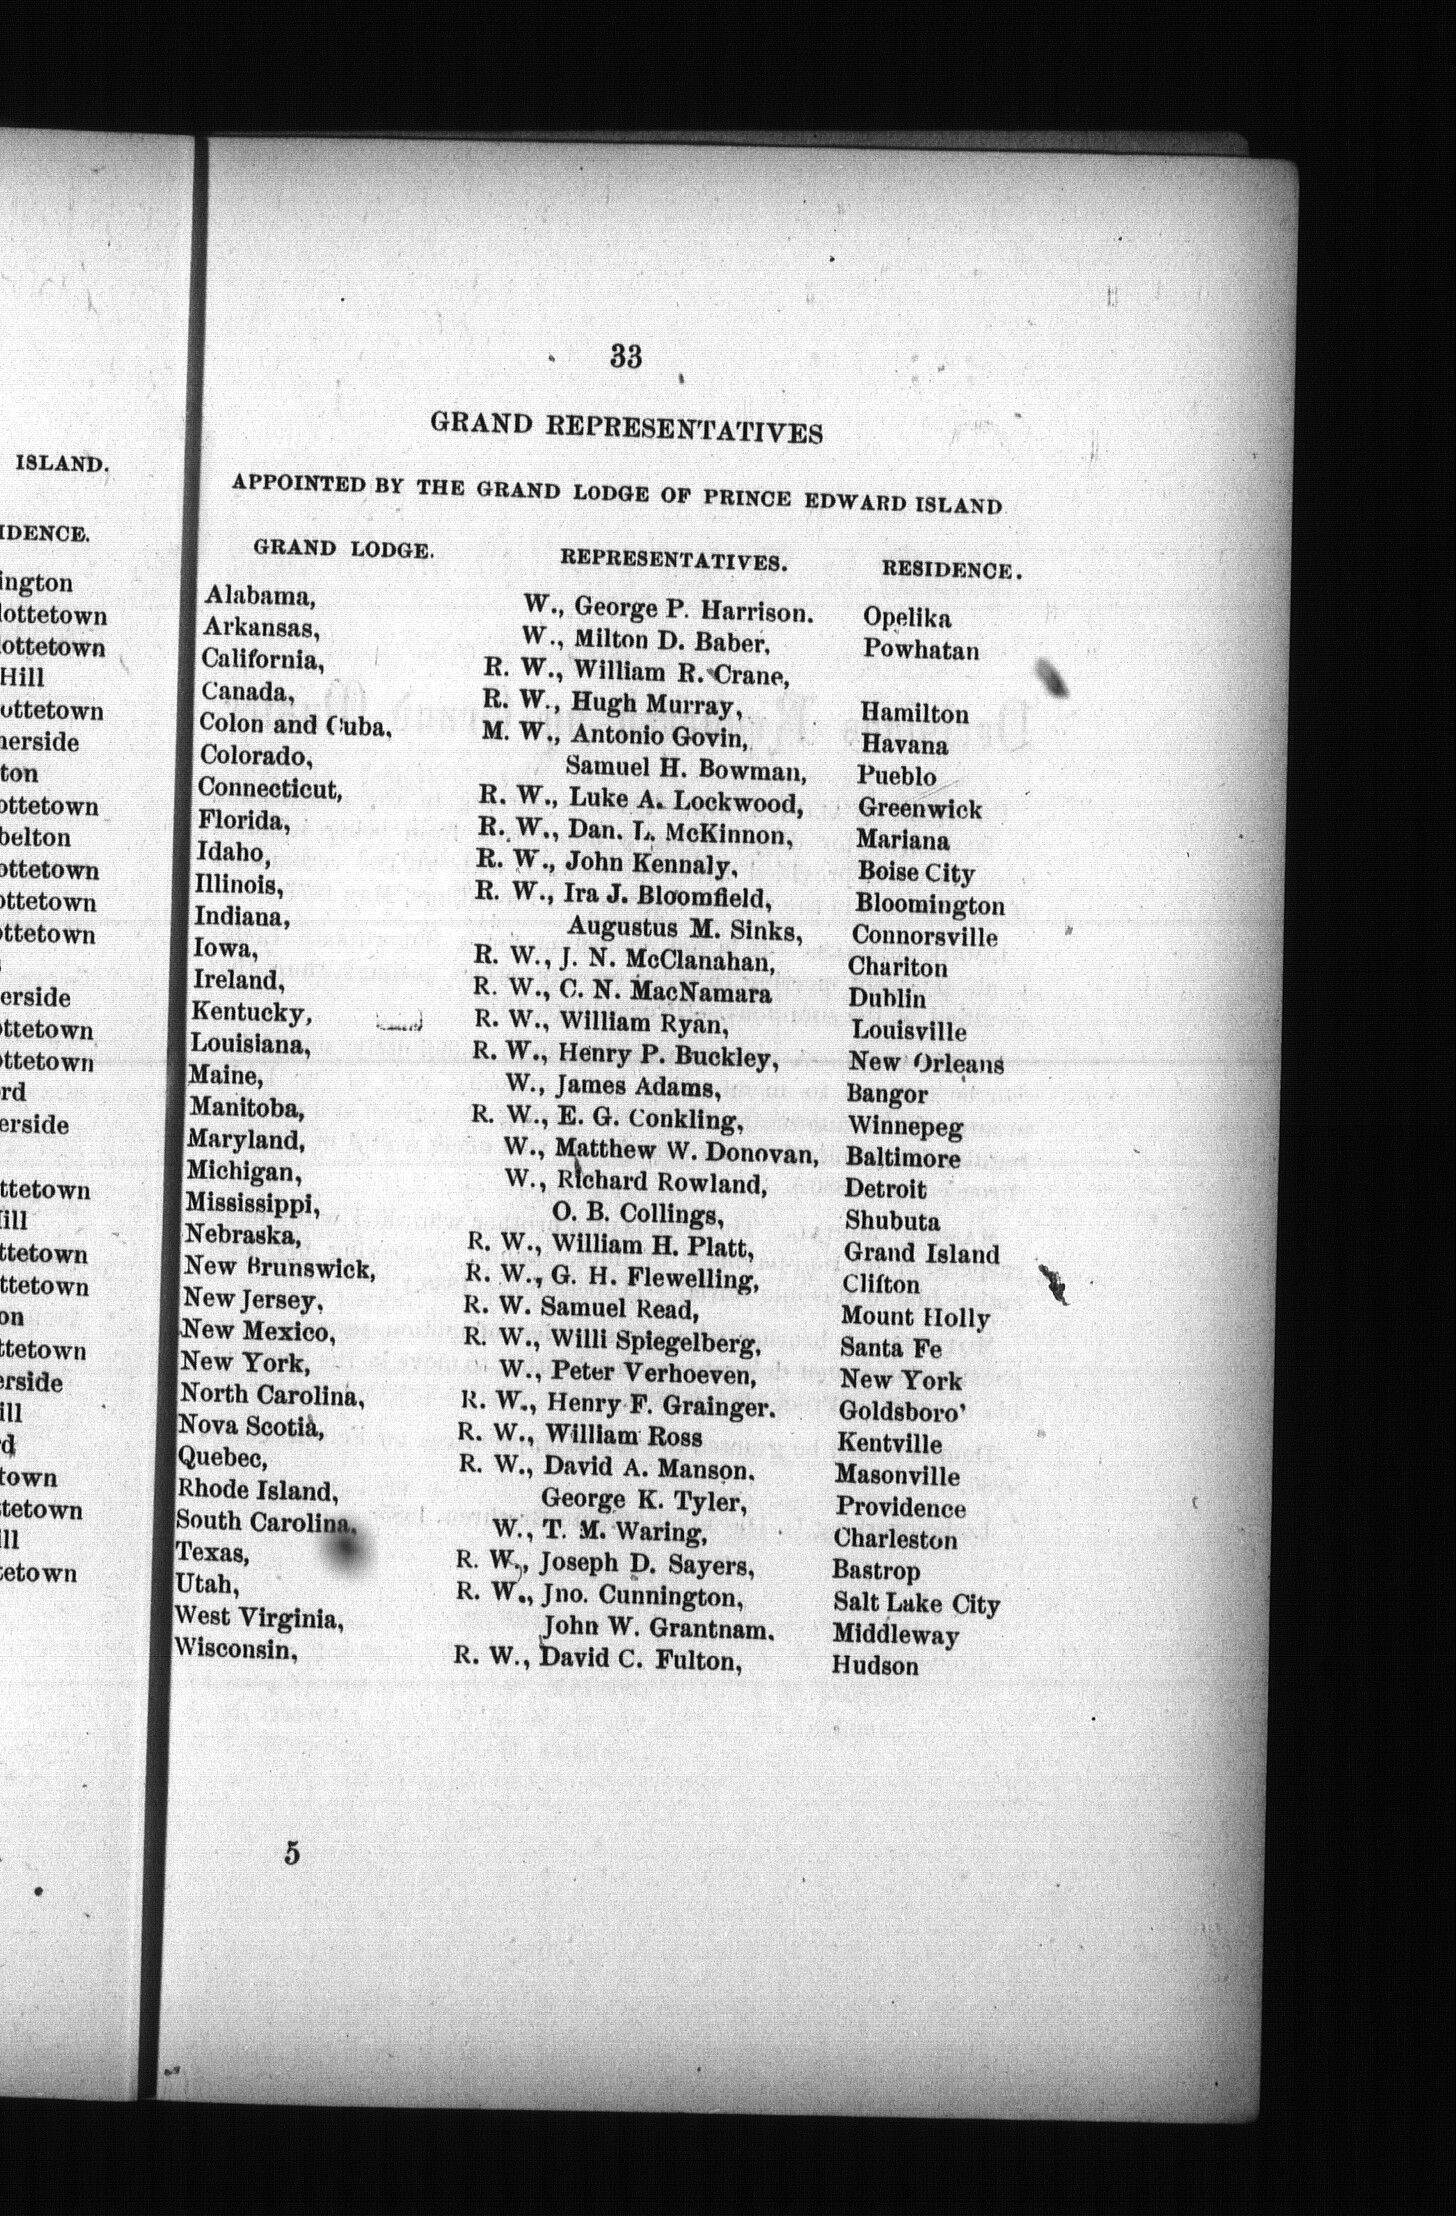 ISLAND.
33
GRAND REPRESENTATIVES
APPOINTED BY THE GRAND LODGE OF PRINCE EDWARD ISLAND
GRAND LODGE. REPRESENTATIVES. RESIDENCE.
Alabama, W., George P. Harrison. Opelika
Arkansas, W., Milton D. Baber. Powhatan
California, R. W., William R. Crane,
Canada, R. W., Hugh Murray, Hamilton
Colon and Cuba, M. W., Antonio Govin, Havana
Colorado, Samuel H. Bowman, Pueblo
Connecticut, R. W., Luke A. Lockwood, Greenwick
Florida, R. W., Dan. L. McKinnon, Mariana
Idaho, R. W., John Kennaly, Boise City
Illinois, R. W., Ira J. Bloomfield, Bloomington
Indiana, Augustus M. Sinks, Connorsville
Iowa, R. W., J. N. McClanahan, Chariton
Ireland, R. W., C. N. MacNamara Dublin
Kentucky, R. W., William Ryan, Louisville
Louisiana, R. W., Henry P. Buckley, New Orleans
Maine, W., James Adams, Bangor
Manitoba, R. W., E. G. Conkling, Winnepeg
Maryland, W., Matthew W. Donovan, Baltimore
Michigan, W., Richard Rowland, Detroit
Mississippi, O. B. Collings, Shubuta
Nebraska, R. W., William H. Platt, Grand Island
New Brunswick, R. W., G. H. Flewelling, Clifton
New Jersey, R. W. Samuel Read, Mount Holly
New Mexico, R. W., Willi Spiegelberg, Santa Fe
New York, W., Peter Verhoeven, New York
North Carolina, R. W., Henry F. Grainger. Goldsboro'
Nova Scotia, R. W., William Ross Kentville
Quebec, R. W., David A. Manson. Masonville
Rhode Island, George K. Tyler, Providence
South Carolina, W., T. M. Waring, Charleston
Texas, R. W., Joseph D. Sayers, Bastrop
Utah, R. W., Jno. Cunnington, Salt Lake City
West Virginia, John W. Grantnam. Middleway
Wisconsin, R. W., David C. Fulton, Hudson
5